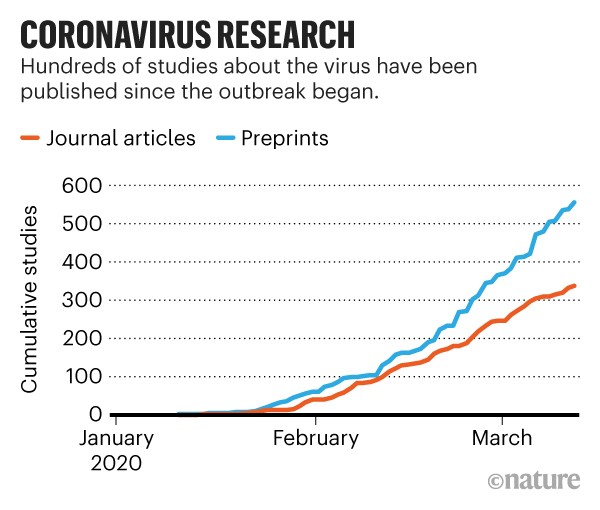 CORONAVIRUS RESEARCH
Hundreds of studies about the virus have been
published since the outbreak began.
Journal articles Preprints
Cumulative studies
600
500
400
300
200
100
0
January February March
2020
©nature